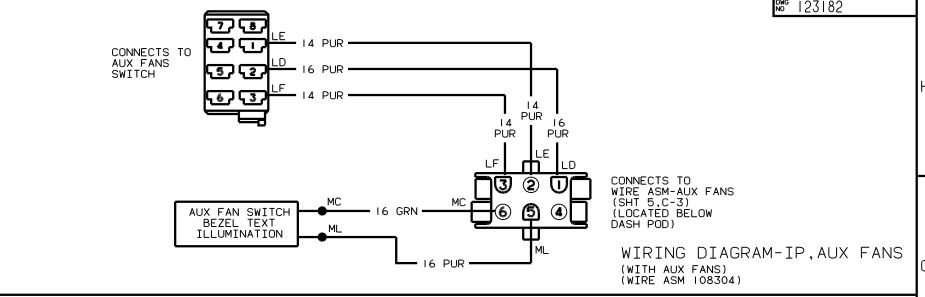 DWG
NO 123182
7 8
4 1
5 2
6 3
CONNECTS TO
AUX FANS
SWITCH
LE
14 PUR
LD
16 PUR
LF
14 PUR
14
PUR
14
PUR
16
PUR
LF
LE
LD
3 2 1
6 5 4
CONNECTS TO
WIRE ASM-AUX FANS
(SHT 5,C-3)
(LOCATED BELOW
DASH POD)
AUX FAN SWITCH
BEZEL TEXT
ILLUMINATION
MC
16 GRN
MC
ML
16 PUR
ML
WIRING DIAGRAM-IP,AUX FANS
(WITH AUX FANS)
(WIRE ASM 108304)